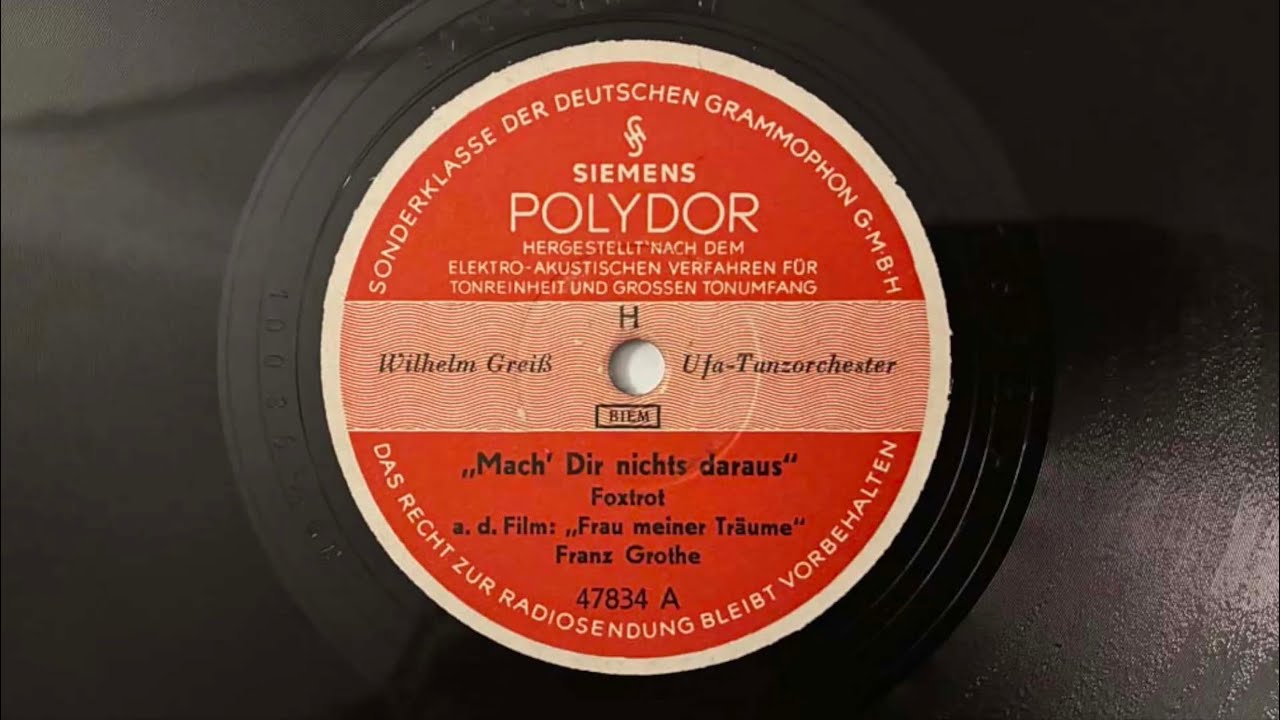 SONDERKLASSE DER DEUTSCHEN GRAMMOPHON G·M·B·H
SIEMENS
POLYDOR
HERGESTELLT NACH DEM
ELEKTRO-AKUSTISCHEN VERFAHREN FÜR
TONREINHEIT UND GROSSEN TONUMFANG
H
Wilhelm Greiß Ufa-Tanzorchester
BIEM
„Mach' Dir nichts daraus“
Foxtrot
a. d. Film: „Frau meiner Träume“
Franz Grothe
47834 A
DAS RECHT ZUR RADIOSENDUNG BLEIBT VORBEHALTEN